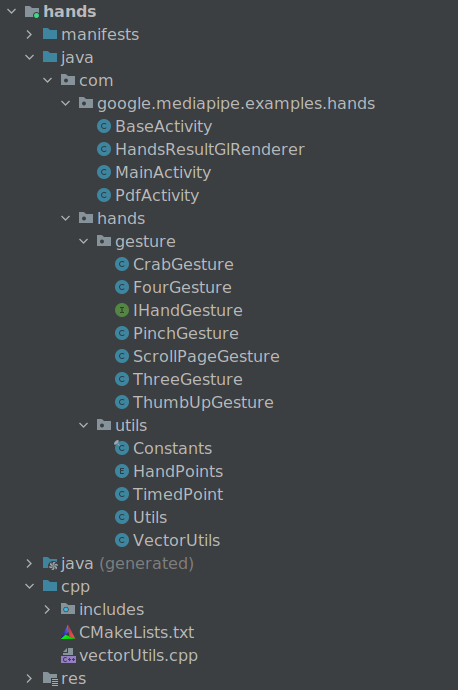 hands
manifests
java
com
google.mediapipe.examples.hands
BaseActivity
HandsResultGlRenderer
MainActivity
PdfActivity
hands
gesture
CrabGesture
FourGesture
IHandGesture
PinchGesture
ScrollPageGesture
ThreeGesture
ThumbUpGesture
utils
Constants
HandPoints
TimedPoint
Utils
VectorUtils
java (generated)
cpp
includes
CMakeLists.txt
vectorUtils.cpp
res